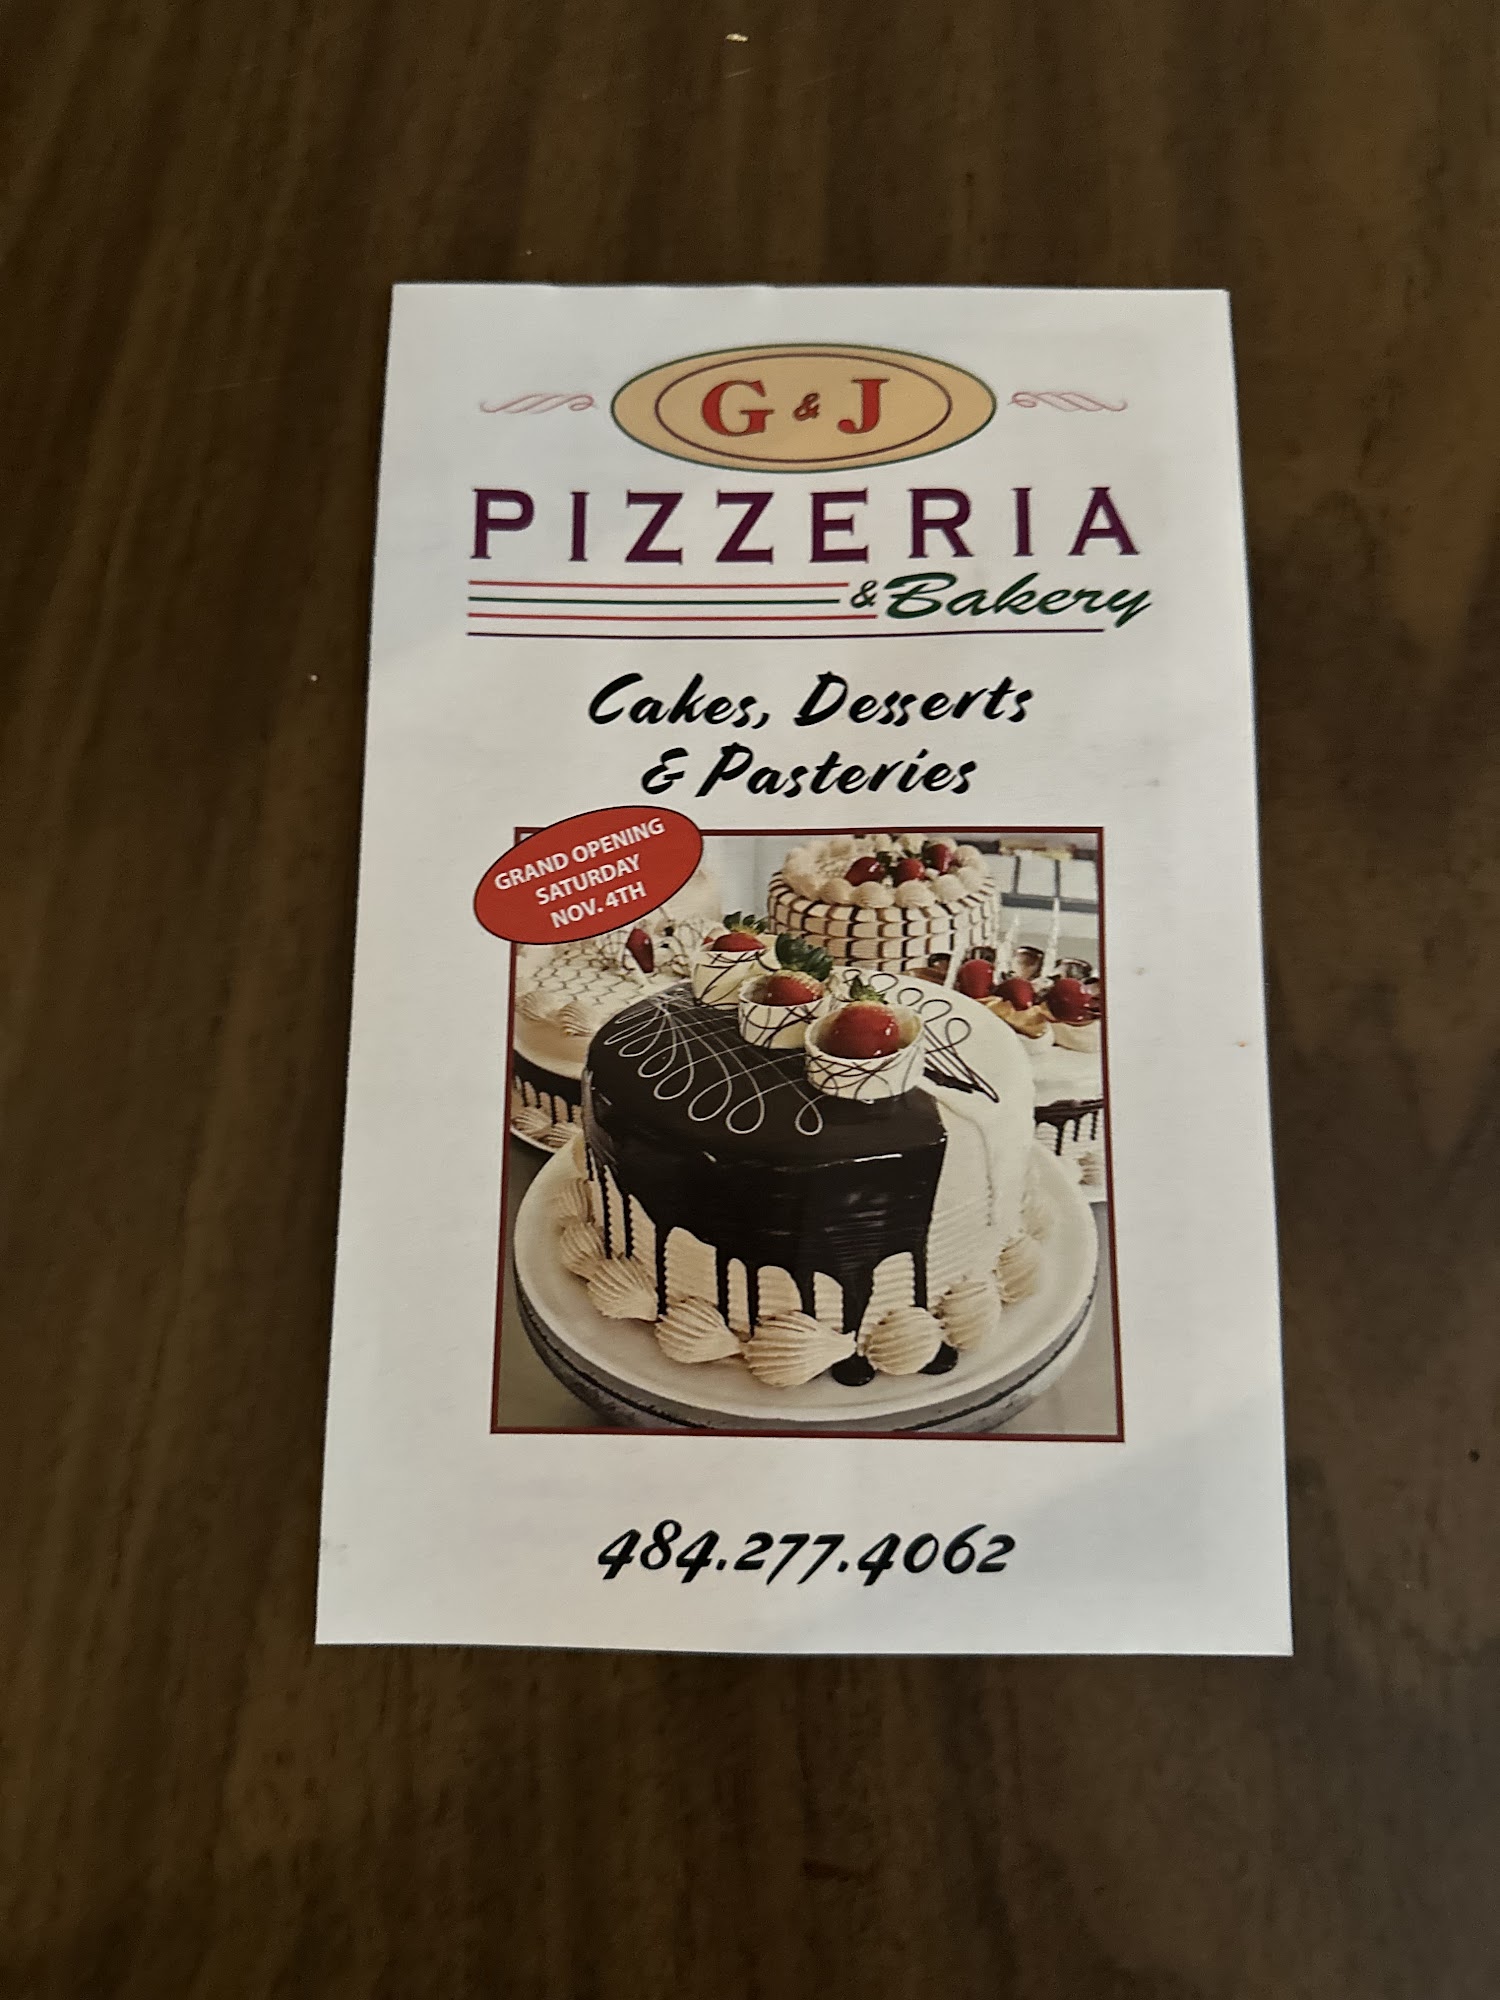 G & J
PIZZERIA
& Bakery
Cakes, Desserts
& Pasteries
GRAND OPENING
SATURDAY
NOV. 4TH
484.277.4062